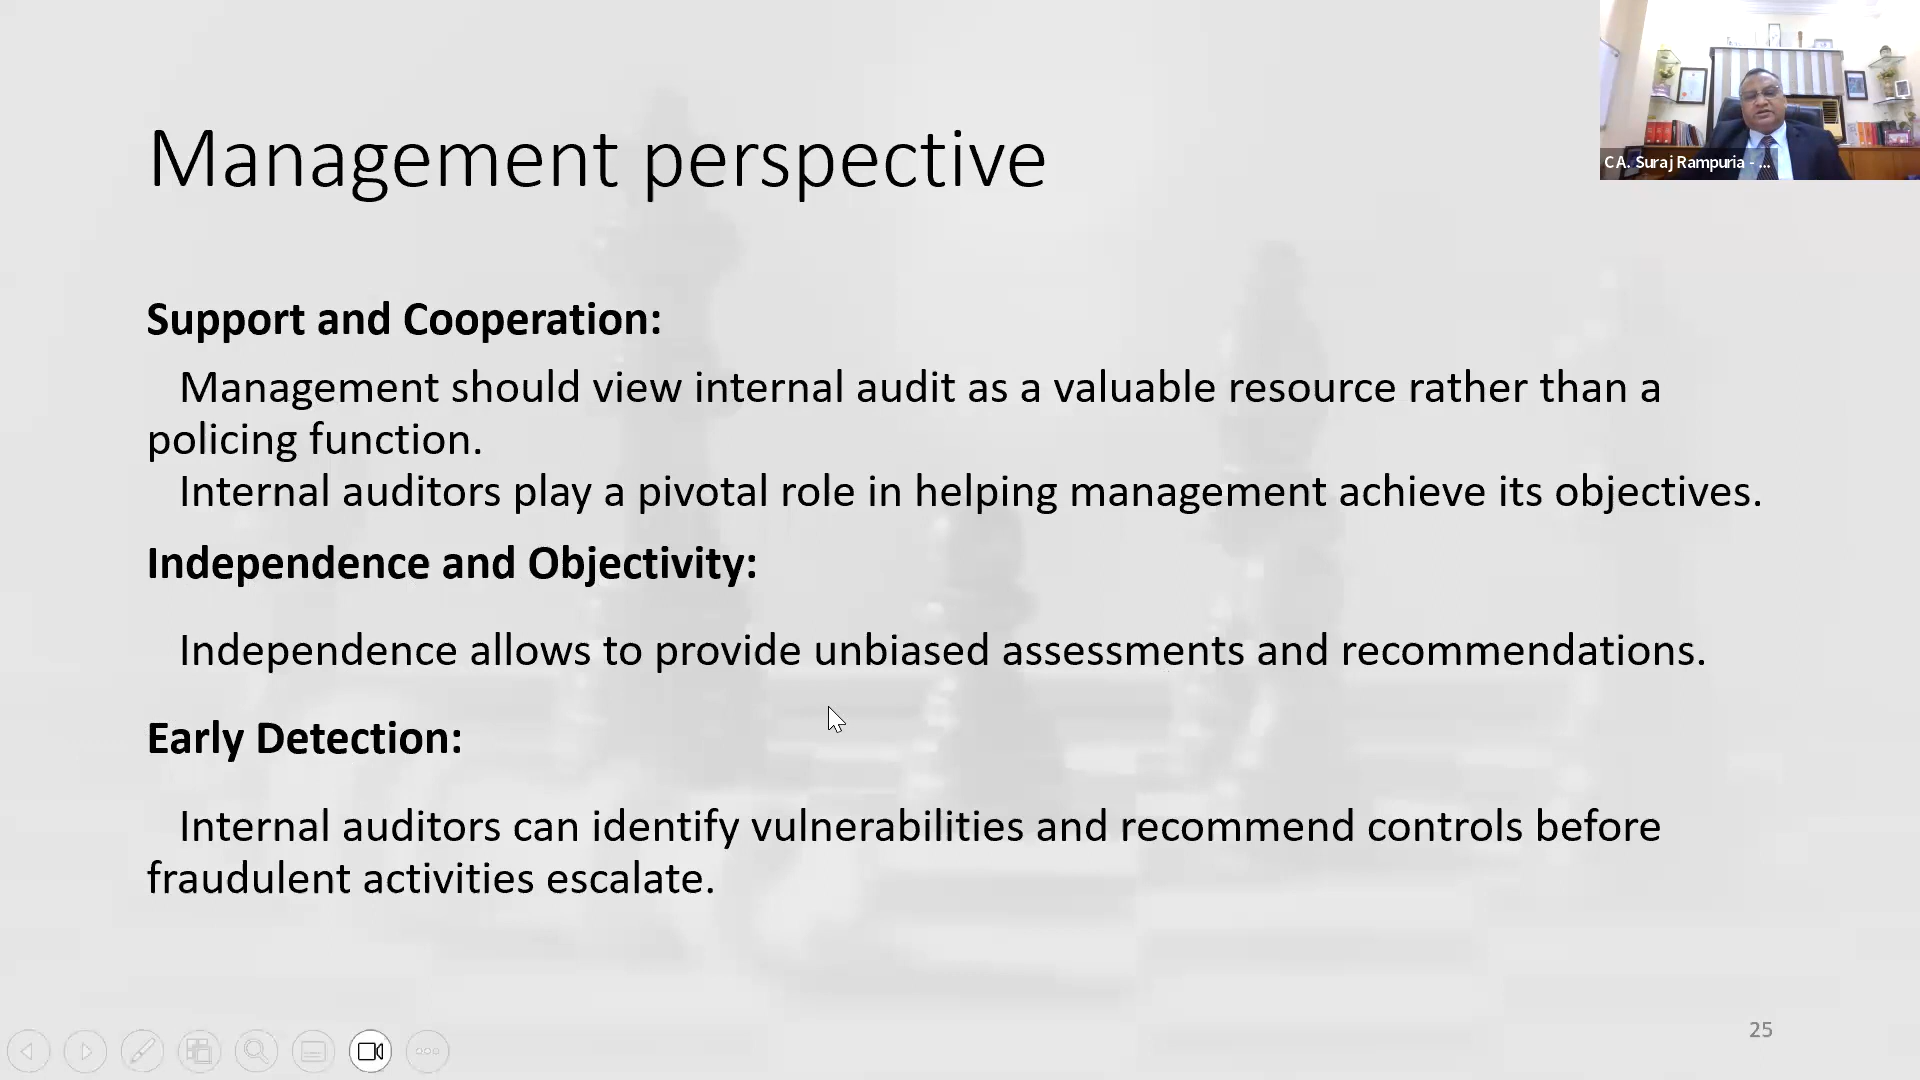 Management perspective
CA. Suraj Rampuria - ...
Support and Cooperation:
Management should view internal audit as a valuable resource rather than a
policing function.
Internal auditors play a pivotal role in helping management achieve its objectives.
Independence and Objectivity:
Independence allows to provide unbiased assessments and recommendations.
Early Detection:
Internal auditors can identify vulnerabilities and recommend controls before
fraudulent activities escalate.
25